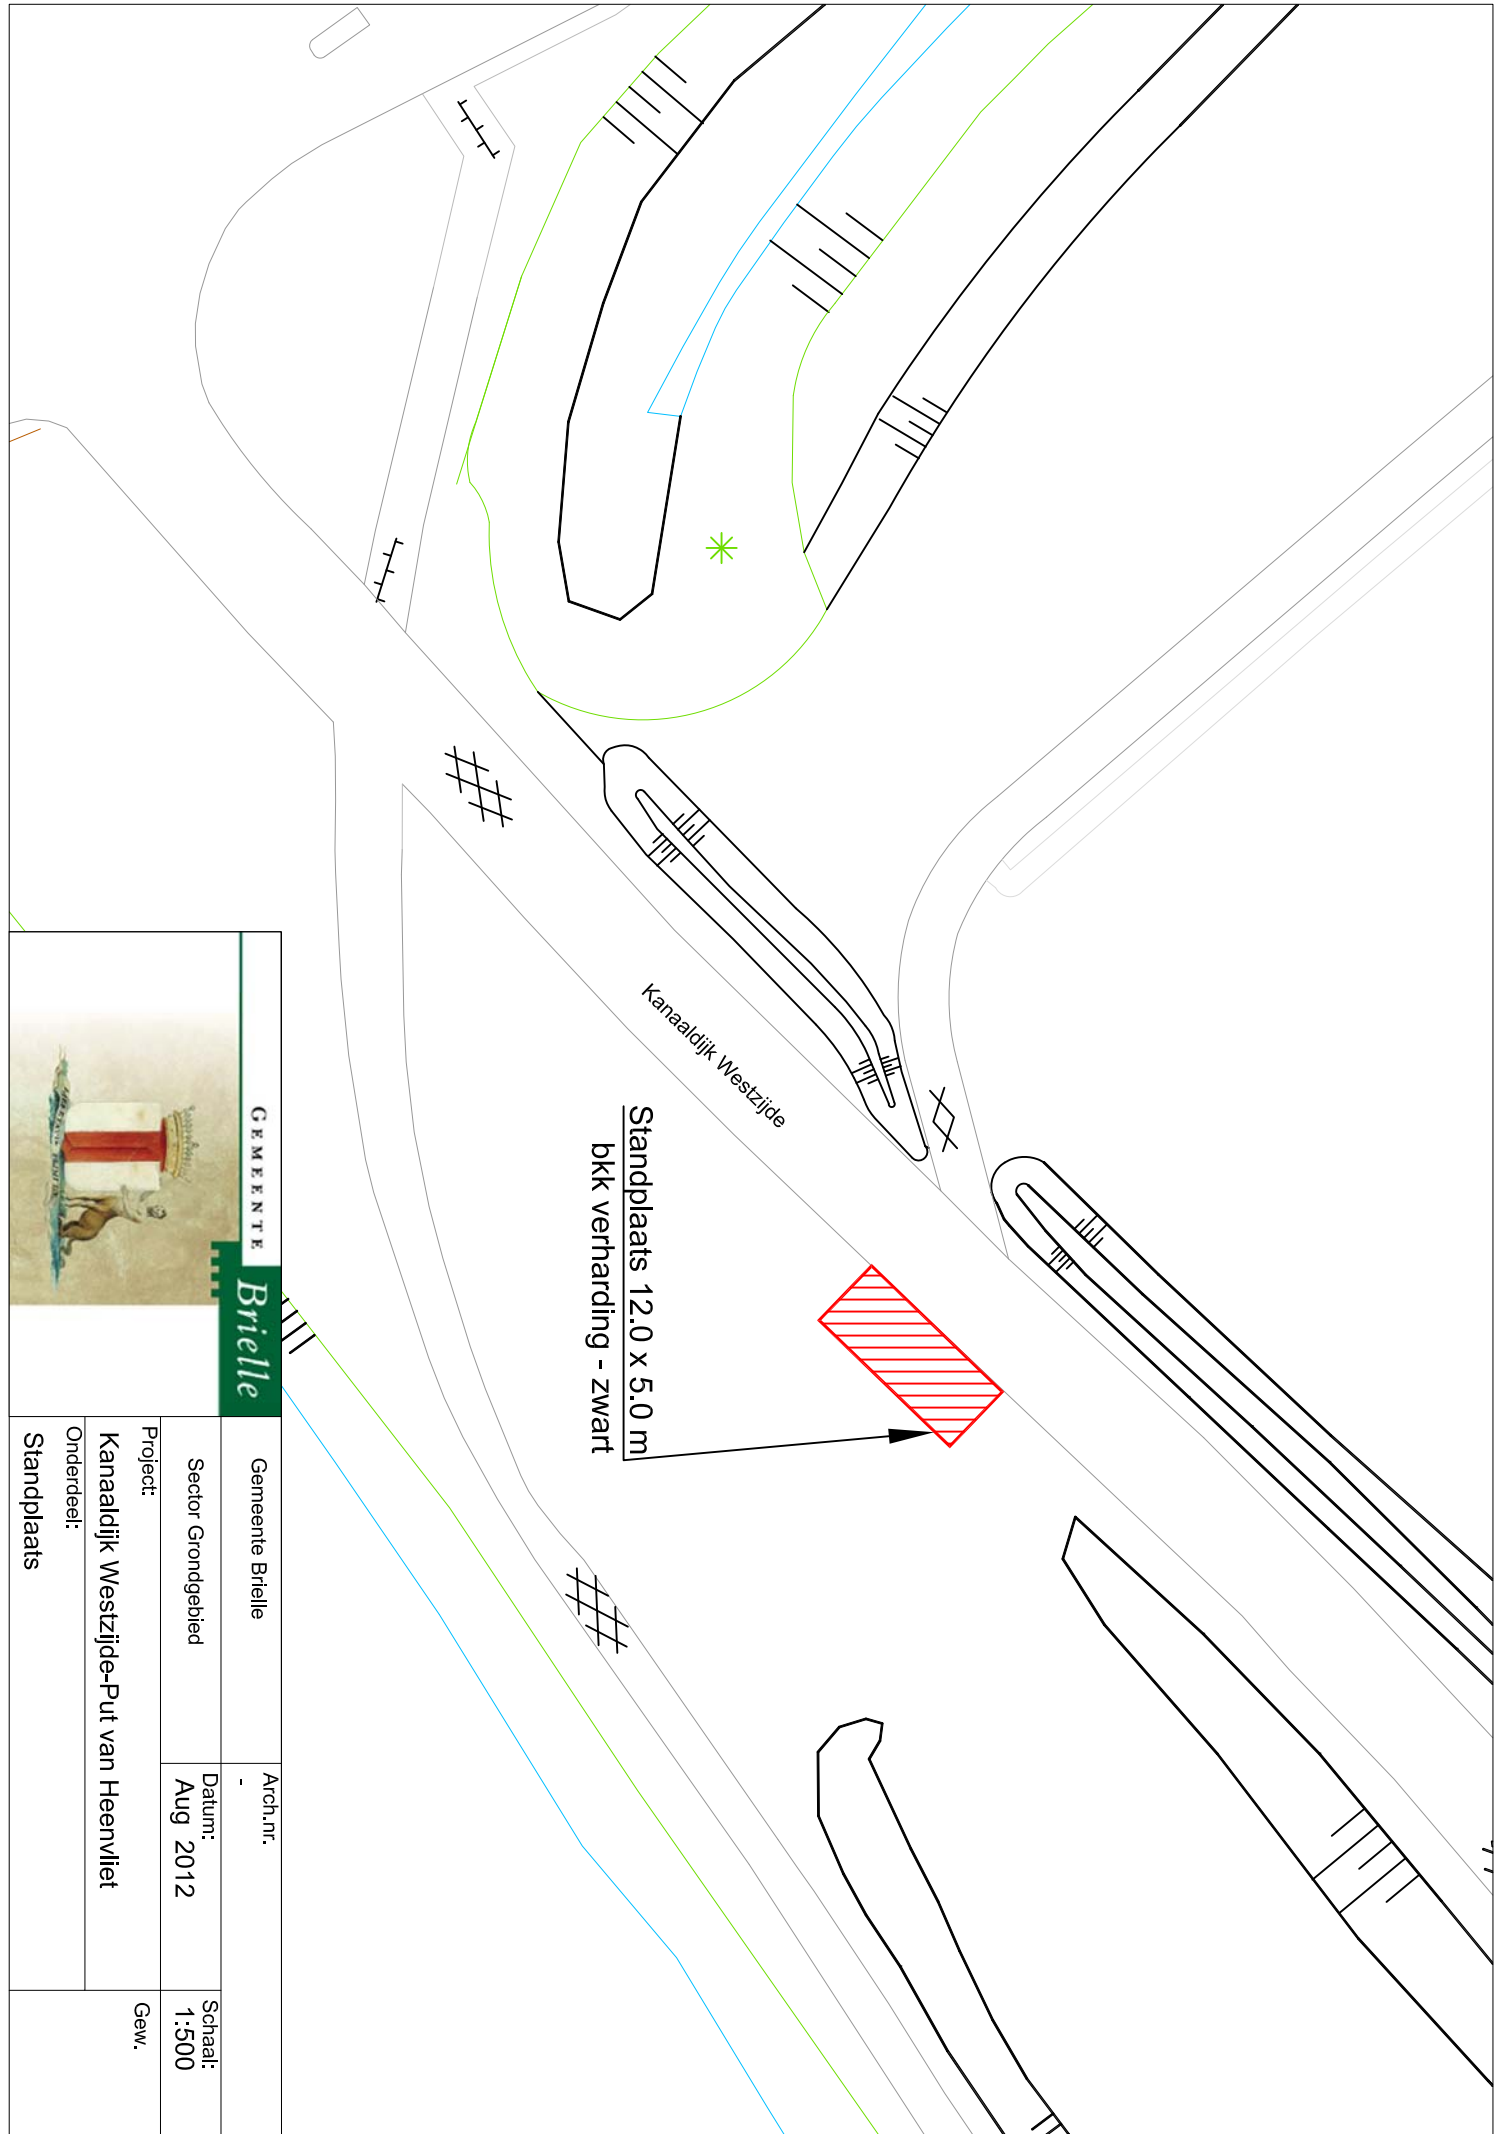 Kanaaldijk Westzijde
Standplaats 12.0 x 5.0 m
bkk verharding - zwart
GEMEENTE
Brielle
Gemeente Brielle
Arch.nr.
-
Sector Grondgebied
Datum:
Aug 2012
Schaal:
1:500
Project:
Kanaaldijk Westzijde-Put van Heenvliet
Gew.
Onderdeel:
Standplaats